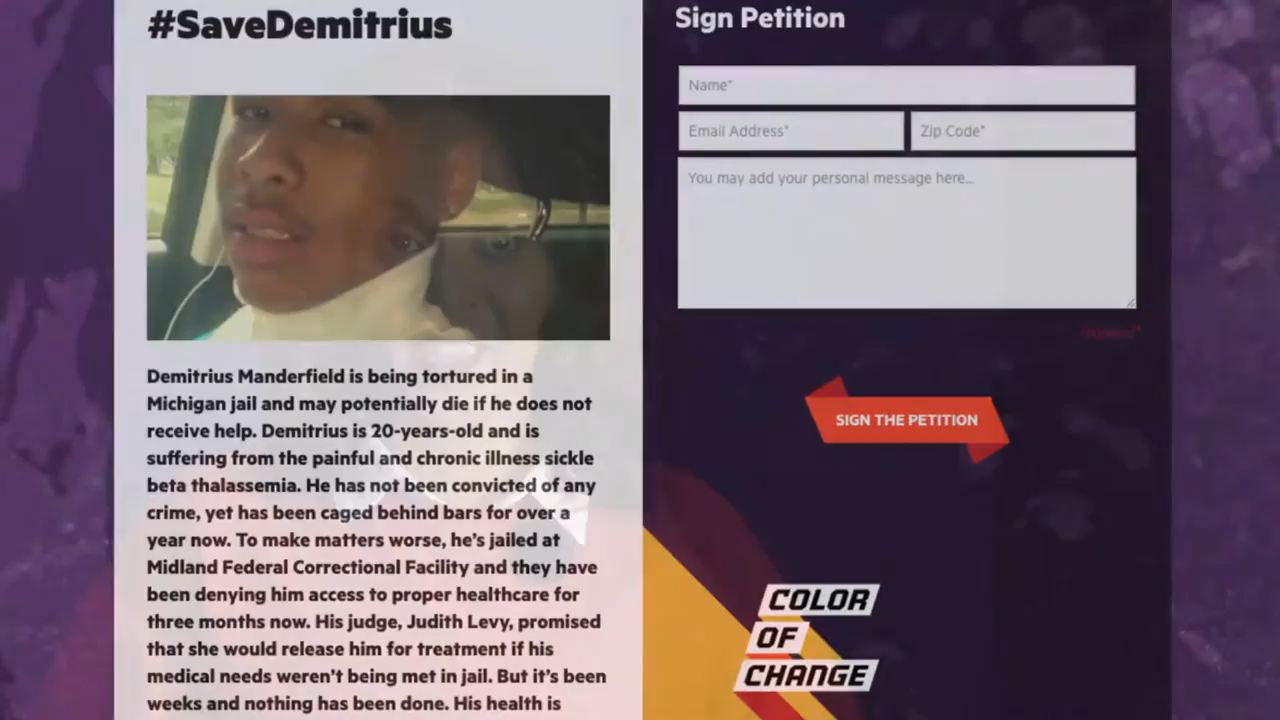 #SaveDemitrius
Demitrius Manderfield is being tortured in a
Michigan jail and may potentially die if he does not
receive help. Demitrius is 20-years-old and is
suffering from the painful and chronic illness sickle
beta thalassemia. He has not been convicted of any
crime, yet has been caged behind bars for over a
year now. To make matters worse, he's jailed at
Midland Federal Correctional Facility and they have
been denying him access to proper healthcare for
three months now. His judge, Judith Levy, promised
that she would release him for treatment if his
medical needs weren't being met in jail. But it's been
weeks and nothing has been done. His health is
Sign Petition
Name*
Email Address*
Zip Code*
You may add your personal message here...
required*
SIGN THE PETITION
COLOR
OF
CHANGE